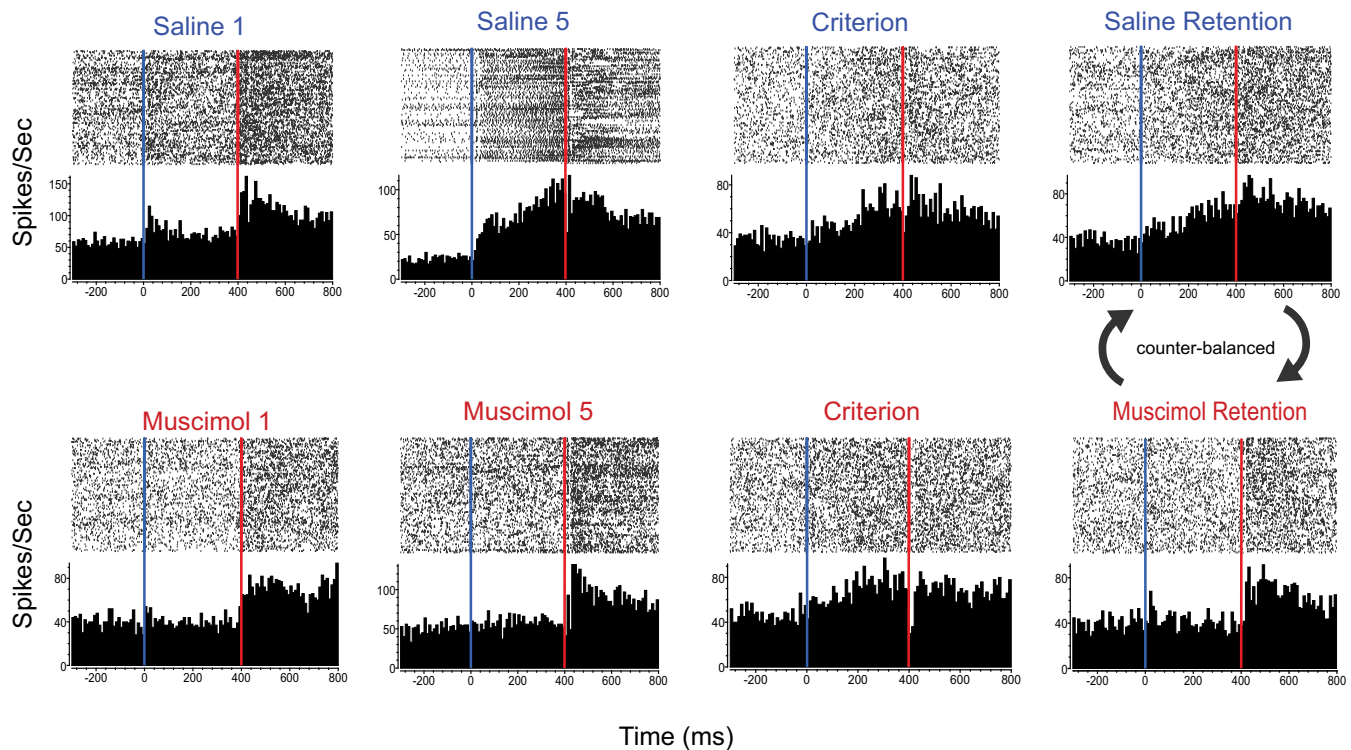 Saline 1
Saline 5
Criterion
Saline Retention
Spikes/Sec
150
100
50
0
-200 0 200 400 600 800
100
50
0
-200 0 200 400 600 800
80
40
0
-200 0 200 400 600 800
80
40
0
-200 0 200 400 600 800
counter-balanced
Muscimol 1
Muscimol 5
Criterion
Muscimol Retention
Spikes/Sec
80
40
0
-200 0 200 400 600 800
100
50
0
-200 0 200 400 600 800
80
40
0
-200 0 200 400 600 800
80
40
0
-200 0 200 400 600 800
Time (ms)